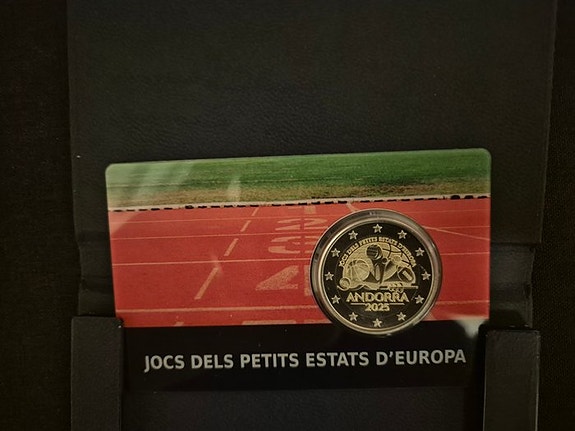 JOCS DELS PETITS ESTATS D'EUROPA
ANDORRA
2025
JOCS DELS PETITS ESTATS D'EUROPA